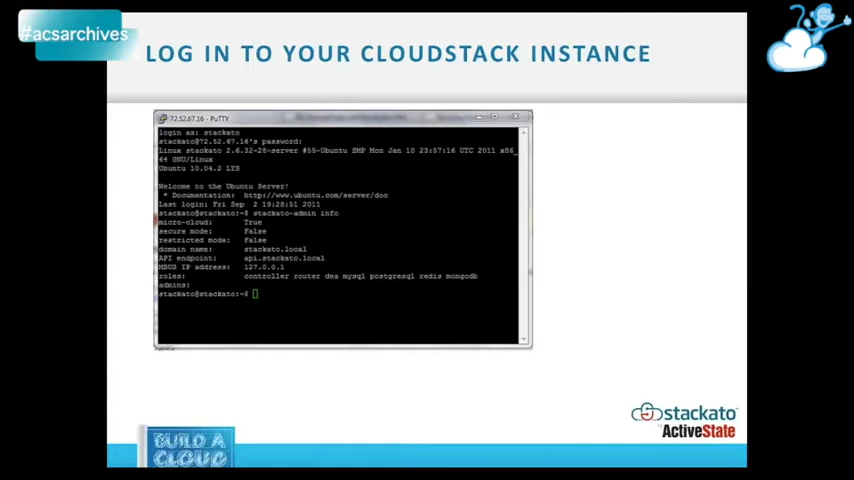 #acsarchives
LOG IN TO YOUR CLOUDSTACK INSTANCE
72.52.67.16 - PuTTY
login as: stackato
stackato@72.52.67.16's password:
Linux stackato 2.6.32-28-server #55-Ubuntu SMP Mon Jan 10 23:57:16 UTC 2011 x86_
64 GNU/Linux
Ubuntu 10.04.2 LTS
Welcome to the Ubuntu Server!
* Documentation: http://www.ubuntu.com/server/doc
Last login: Fri Sep 2 19:28:51 2011
stackato@stackato:~$ stackato-admin info
micro-cloud: True
secure mode: False
restricted mode: False
domain name: stackato.local
API endpoint: api.stackato.local
MBUS IP address: 127.0.0.1
roles: controller router dea mysql postgresql redis mongodb
admins:
stackato@stackato:~$
stackato
by ActiveState
BUILD A
CLOUD